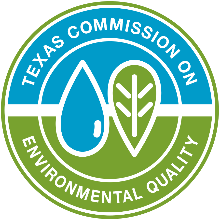 TEXAS COMMISSION ON
ENVIRONMENTAL QUALITY